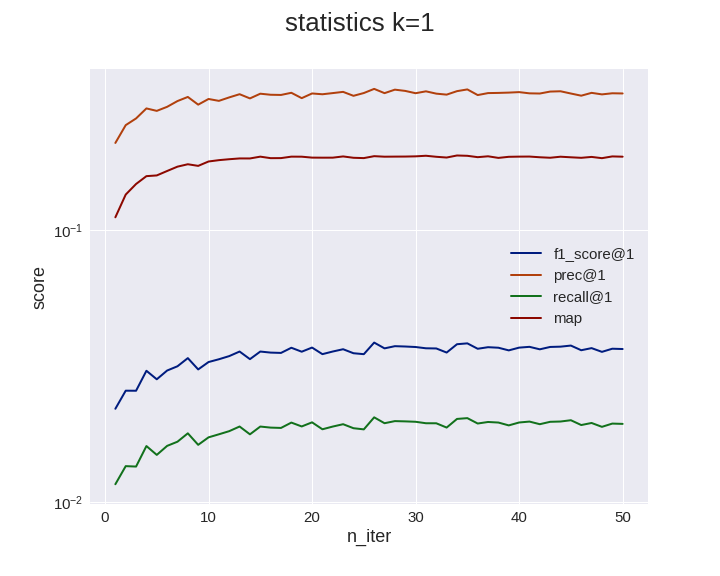 statistics k=1
score
10⁻¹
10⁻²
f1_score@1
prec@1
recall@1
map
0 10 20 30 40 50
n_iter